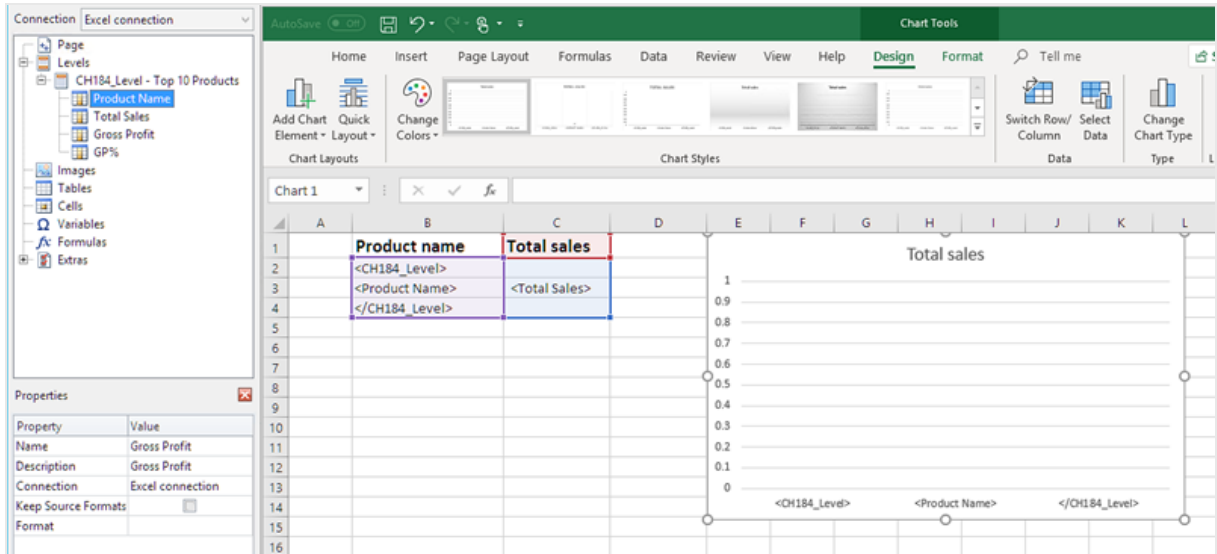 Connection Excel connection
Page
Levels
CH184_Level - Top 10 Products
Product Name
Total Sales
Gross Profit
GP%
Images
Tables
Cells
Variables
fx Formulas
Extras
Properties
Property Value
Name Gross Profit
Description Gross Profit
Connection Excel connection
Keep Source Formats
Format
AutoSave Off
Chart Tools
Home Insert Page Layout Formulas Data Review View Help Design Format Tell me
Add Chart Element
Quick Layout
Change Colors
Switch Row/ Column
Select Data
Change Chart Type
Chart Layouts Chart Styles Data Type
Chart 1 fx
A B C D E F G H I J K L
1 Product name Total sales
2 <CH184_Level>
3 <Product Name> <Total Sales>
4 </CH184_Level>
5
6
7
8
9
10
11
12
13
14
15
16
Total sales
1
0.9
0.8
0.7
0.6
0.5
0.4
0.3
0.2
0.1
0
<CH184_Level> <Product Name> </CH184_Level>